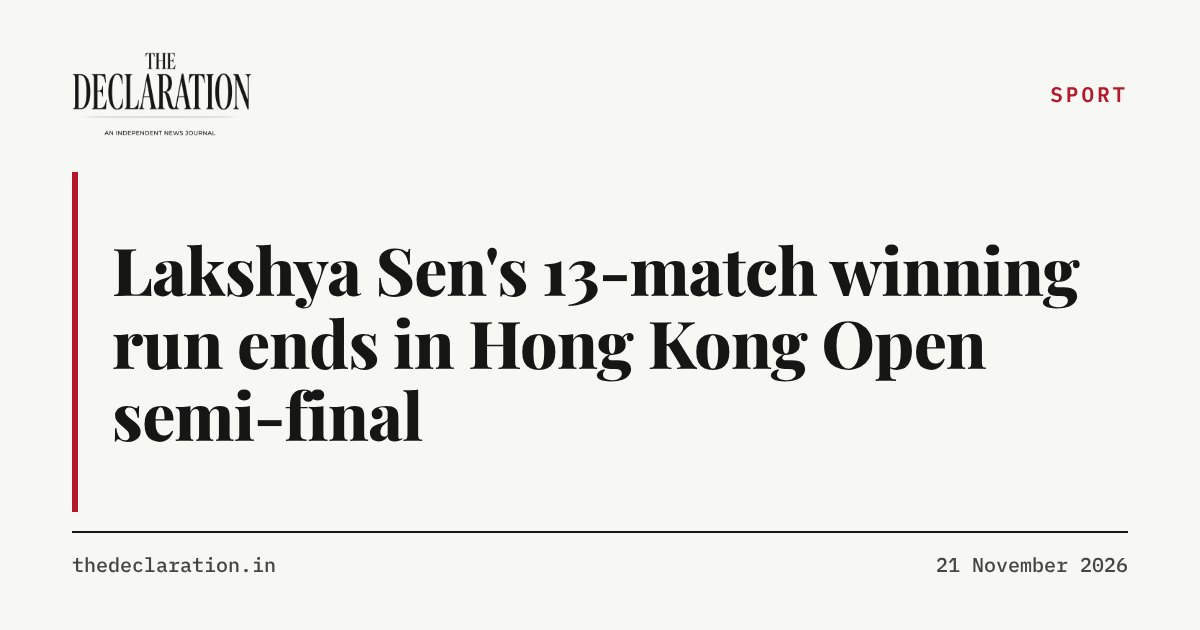 THE
DECLARATION
AN INDEPENDENT NEWS JOURNAL
SPORT
Lakshya Sen's 13-match winning
run ends in Hong Kong Open
semi-final
thedeclaration.in
21 November 2026